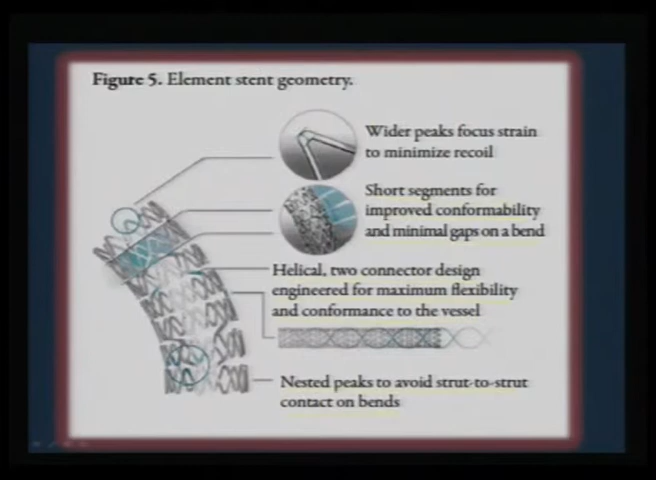 Figure 5. Element stent geometry.
Wider peaks focus strain
to minimize recoil
Short segments for
improved conformability
and minimal gaps on a bend
Helical, two connector design
engineered for maximum flexibility
and conformance to the vessel
Nested peaks to avoid strut-to-strut
contact on bends